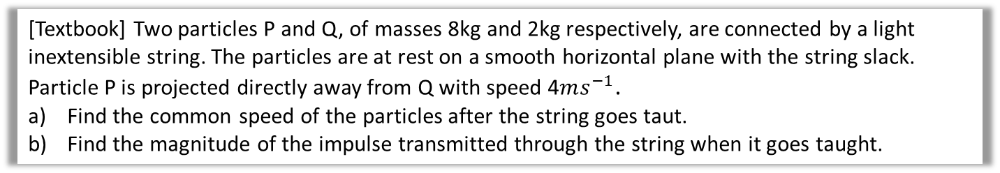 [Textbook] Two particles P and Q, of masses 8kg and 2kg respectively, are connected by a light
inextensible string. The particles are at rest on a smooth horizontal plane with the string slack.
Particle P is projected directly away from Q with speed 4𝑚𝑠⁻¹.
a) Find the common speed of the particles after the string goes taut.
b) Find the magnitude of the impulse transmitted through the string when it goes taught.